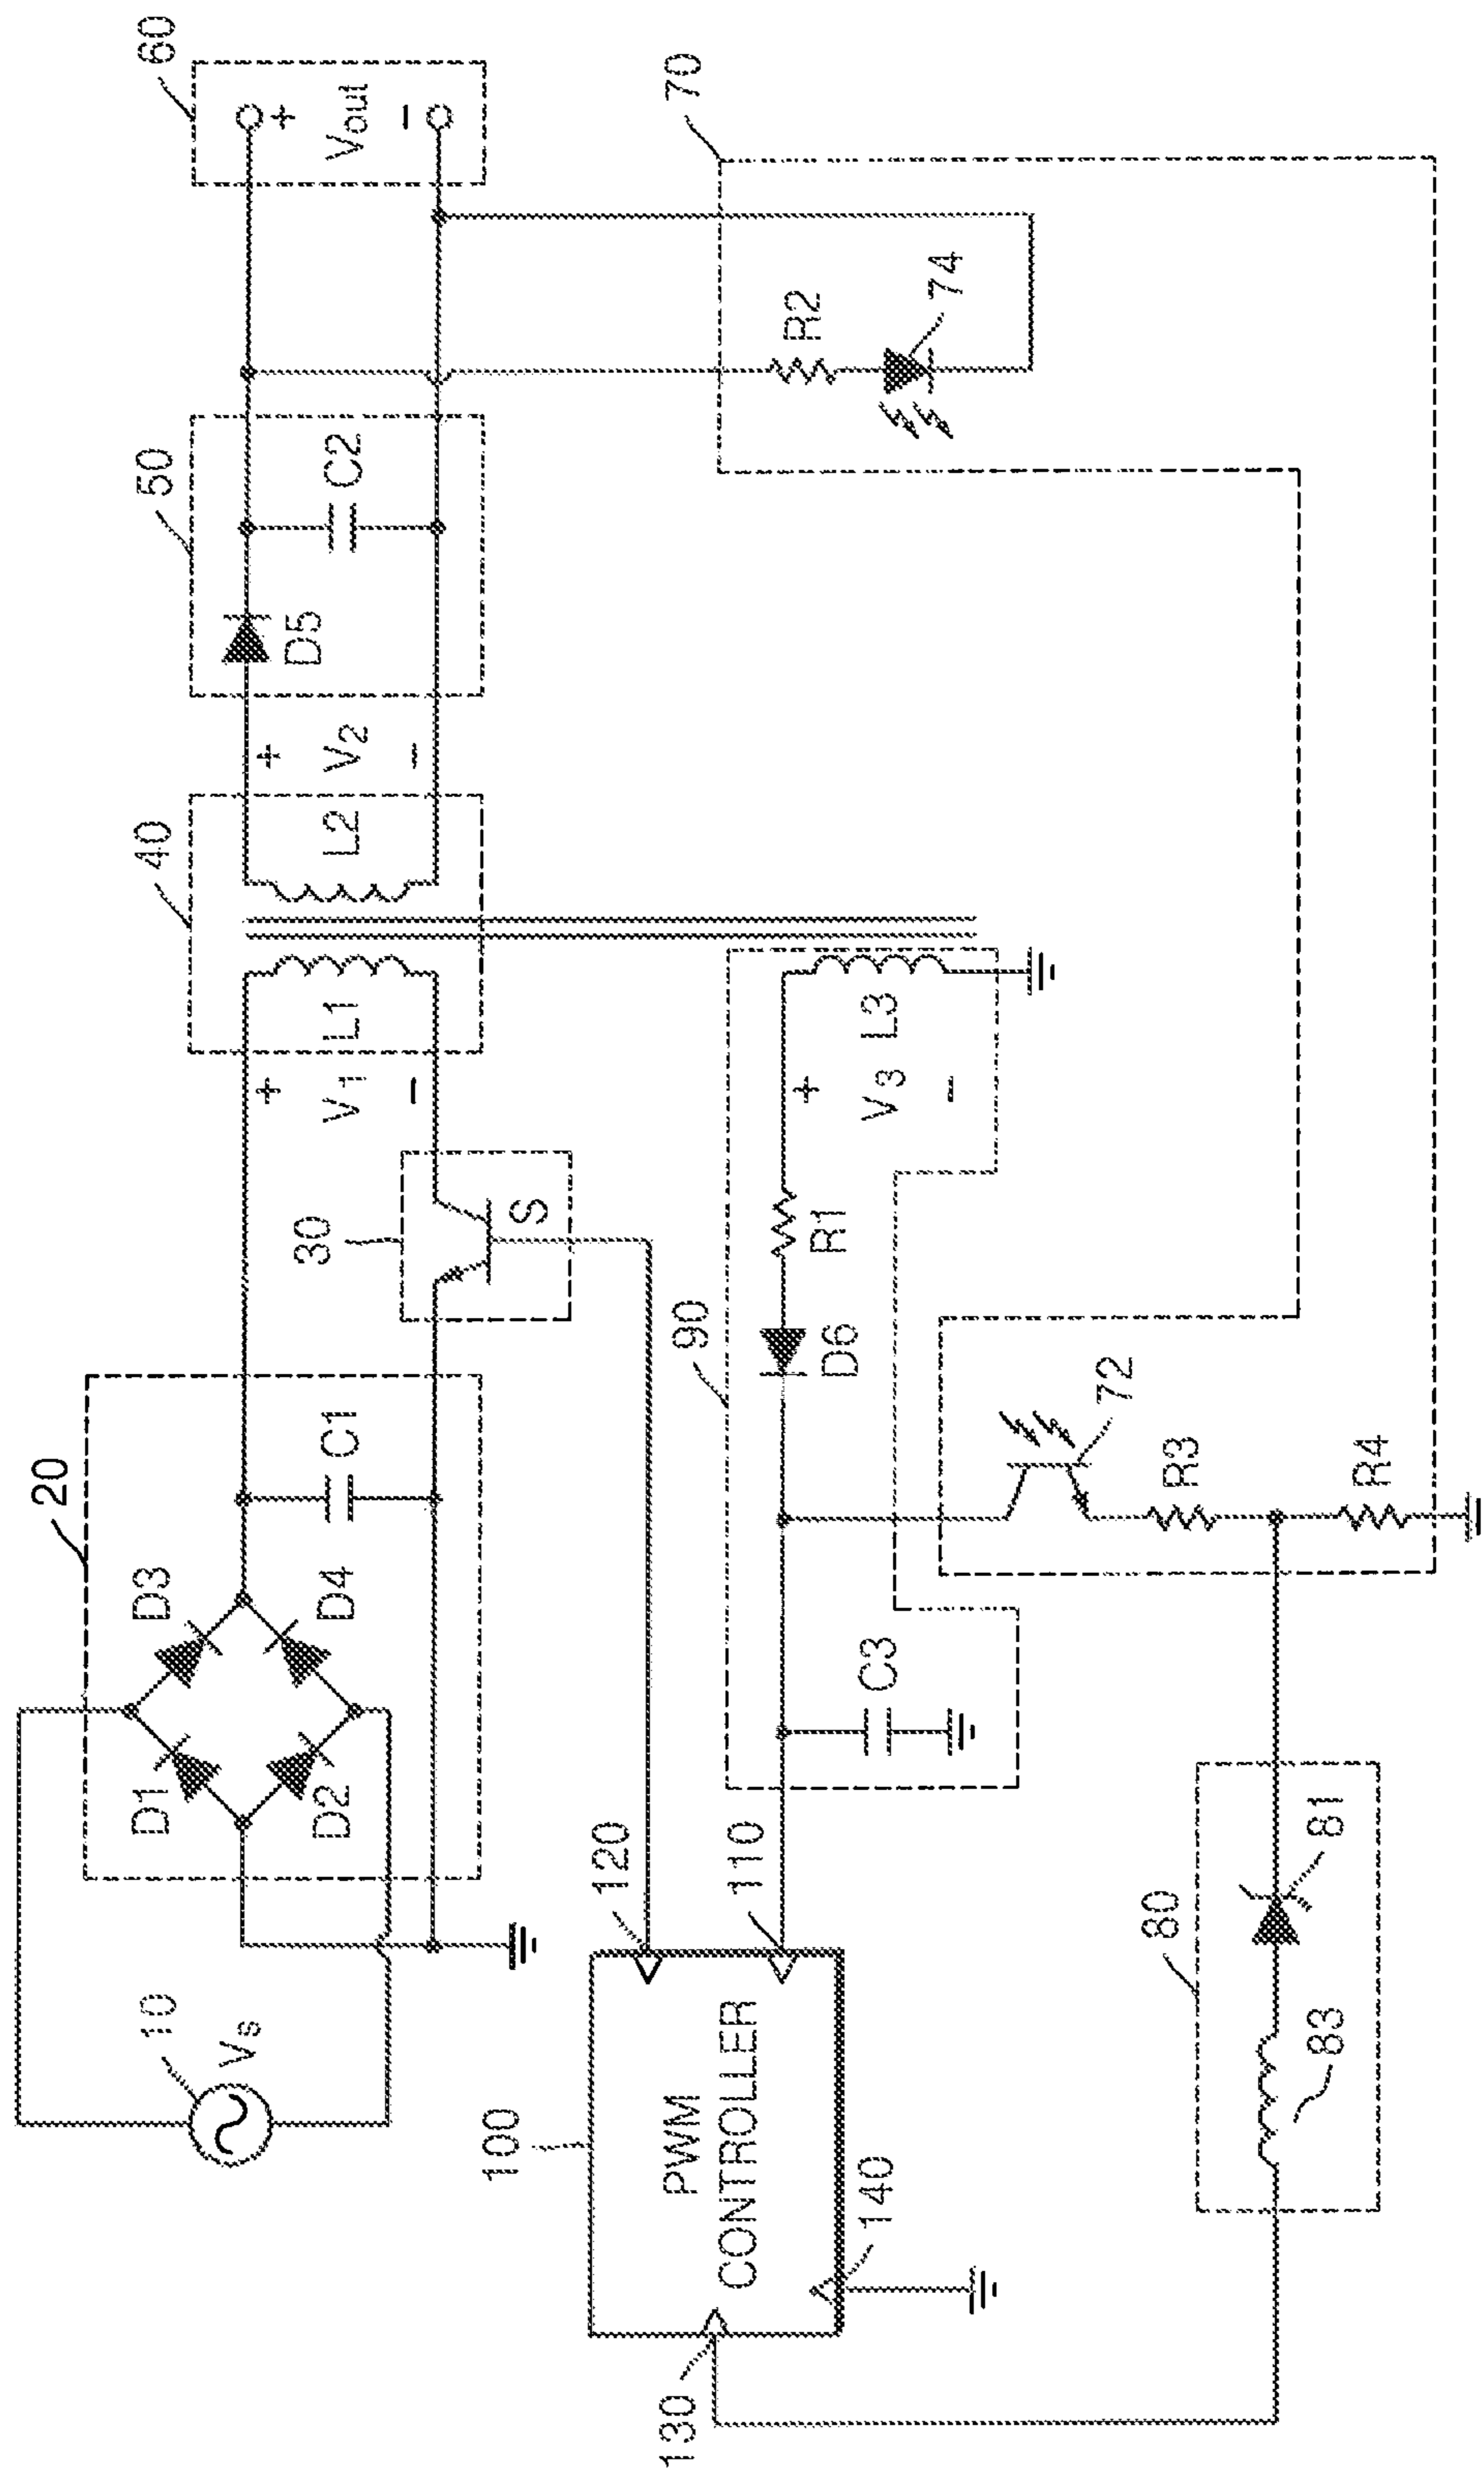 60
+
Vout
−
50
C2
D5
+
V2
−
40
L2
L1
+
V1
−
30
S
20
C1
D3
D4
D1
D2
10
Vs
70
R2
74
90
+
V3
−
L3
R1
D6
C3
72
R3
R4
120
110
100
PWM
CONTROLLER
140
130
80
81
83